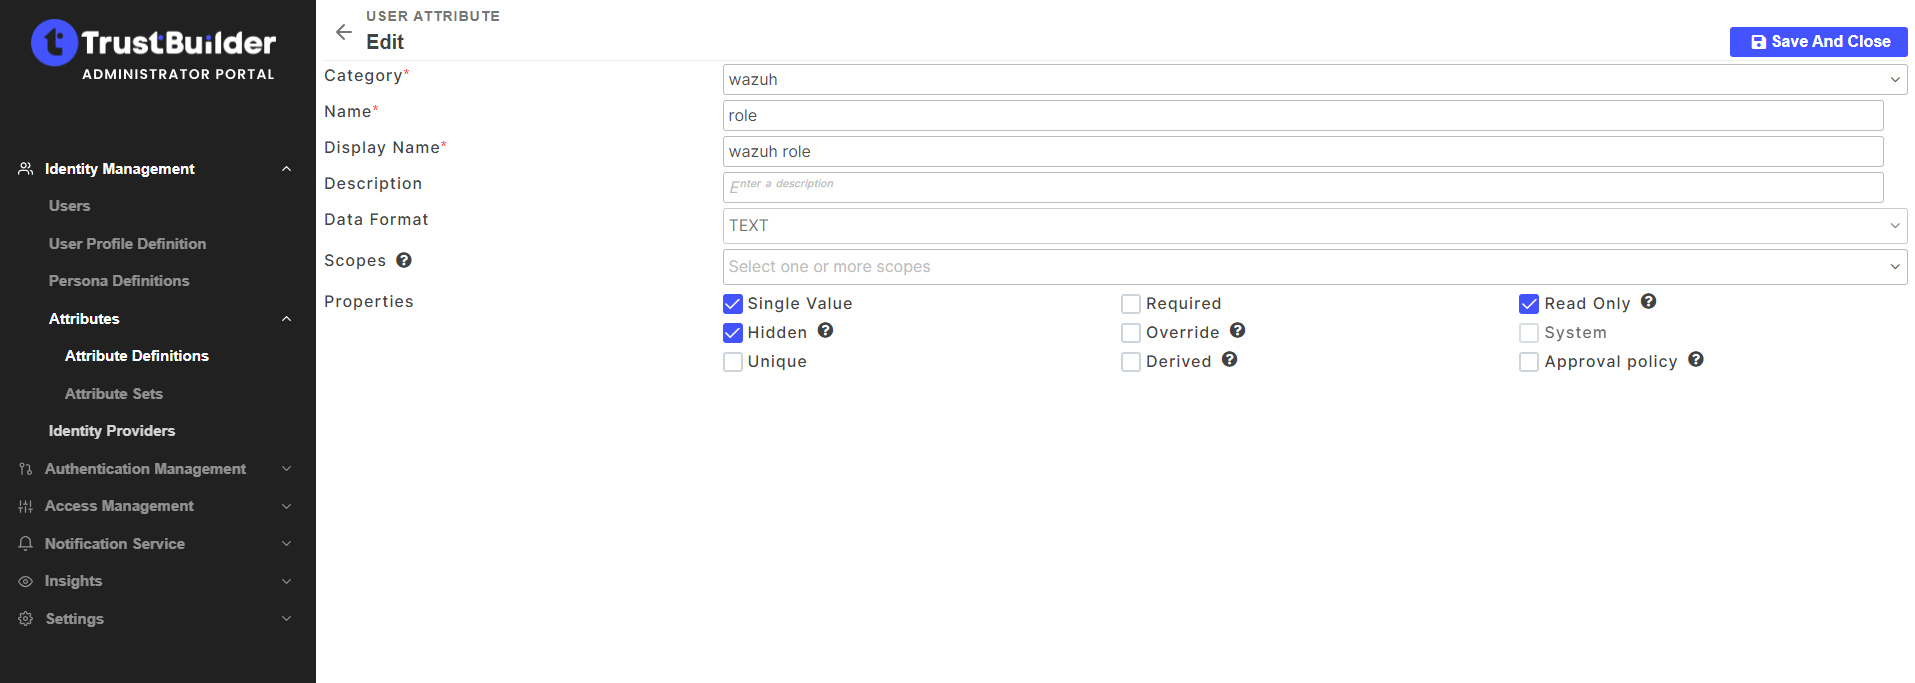 TrustBuilder
ADMINISTRATOR PORTAL
Identity Management
Users
User Profile Definition
Persona Definitions
Attributes
Attribute Definitions
Attribute Sets
Identity Providers
Authentication Management
Access Management
Notification Service
Insights
Settings
USER ATTRIBUTE
Edit
Save And Close
Category* wazuh
Name* role
Display Name* wazuh role
Description Enter a description
Data Format TEXT
Scopes ? Select one or more scopes
Properties Single Value Required Read Only ?
Hidden ? Override ? System
Unique Derived ? Approval policy ?